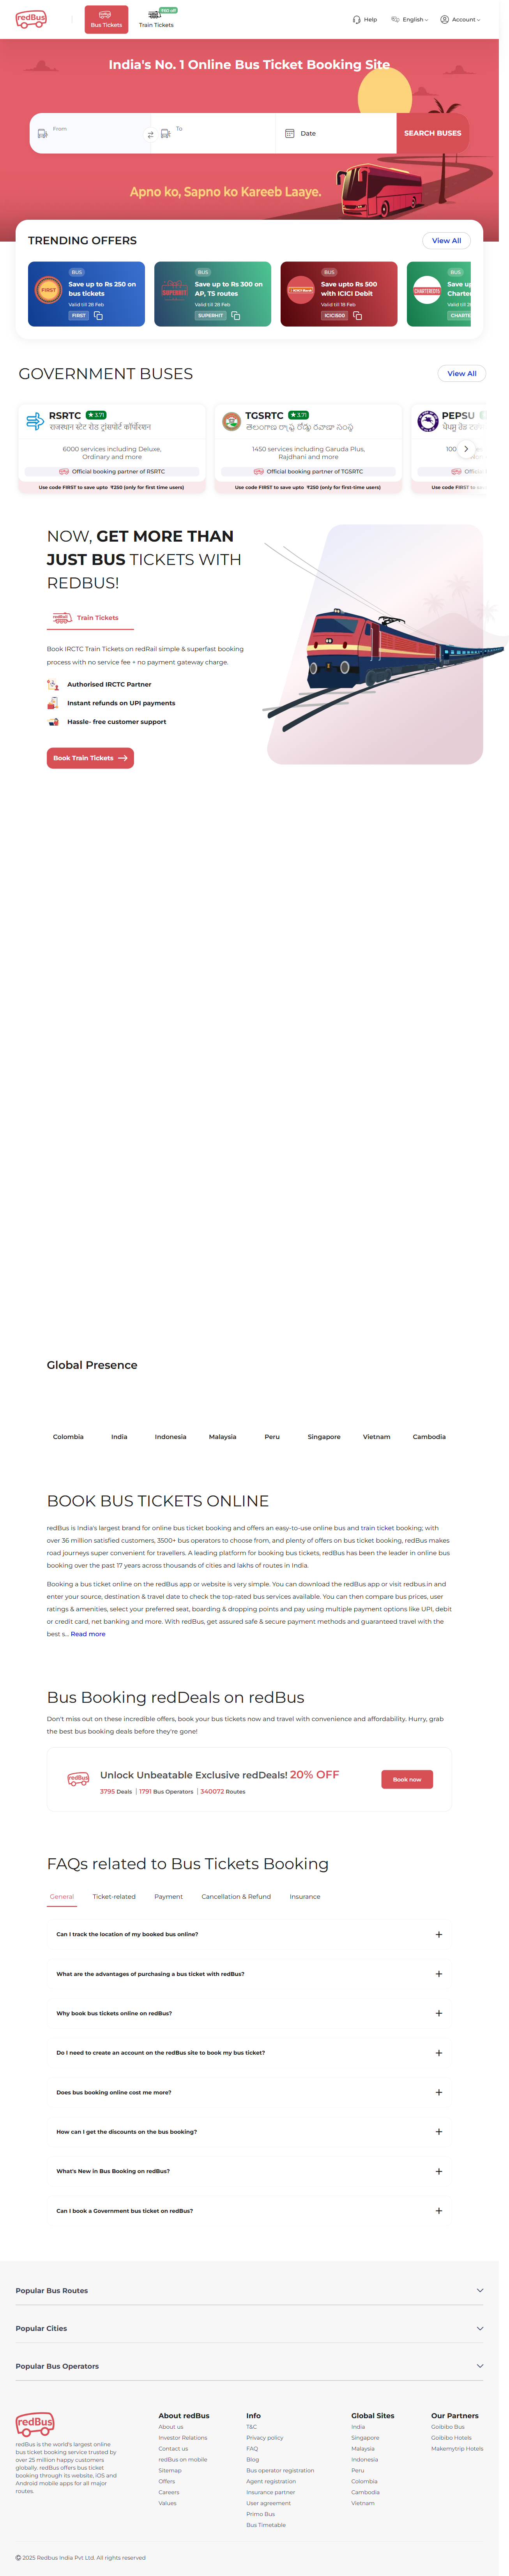 redBus
Bus Tickets
₹60 off
Train Tickets
Help
English
Account
India's No. 1 Online Bus Ticket Booking Site
From
To
Date
SEARCH BUSES
Apno ko, Sapno ko Kareeb Laaye.
TRENDING OFFERS
View All
BUS
Save up to Rs 250 on
bus tickets
Valid till 28 Feb
FIRST
FIRST
BUS
Save up to Rs 300 on
AP, TS routes
Valid till 28 Feb
SUPERHIT
SUPERHIT
BUS
Save upto Rs 500
with ICICI Debit
Valid till 18 Feb
ICICI500
BUS
Save up
Charter
CHARTE
GOVERNMENT BUSES
View All
RSRTC
3.71
राजस्थान स्टेट रोड ट्रांसपोर्ट कॉर्पोरेशन
6000 services including Deluxe,
Ordinary and more
Official booking partner of RSRTC
Use code FIRST to save upto ₹250 (only for first time users)
TGSRTC
3.71
తెలంగాణ రాష్ట్ర రోడ్డు రవాణా సంస్థ
1450 services including Garuda Plus,
Rajdhani and more
Official booking partner of TGSRTC
Use code FIRST to save upto ₹250 (only for first-time users)
PEPSU
100
Use code FIRST to
NOW, GET MORE THAN
JUST BUS TICKETS WITH
REDBUS!
redRail
Train Tickets
Book IRCTC Train Tickets on redRail simple & superfast booking
process with no service fee + no payment gateway charge.
Authorised IRCTC Partner
Instant refunds on UPI payments
Hassle- free customer support
Book Train Tickets
Global Presence
Colombia
India
Indonesia
Malaysia
Peru
Singapore
Vietnam
Cambodia
BOOK BUS TICKETS ONLINE
redBus is India's largest brand for online bus ticket booking and offers an easy-to-use online bus and train ticket booking; with
over 36 million satisfied customers, 3500+ bus operators to choose from, and plenty of offers on bus ticket booking, redBus makes
road journeys super convenient for travellers. A leading platform for booking bus tickets, redBus has been the leader in online bus
booking over the past 17 years across thousands of cities and lakhs of routes in India.
Booking a bus ticket online on the redBus app or website is very simple. You can download the redBus app or visit redbus.in and
enter your source, destination & travel date to check the top-rated bus services available. You can then compare bus prices, user
ratings & amenities, select your preferred seat, boarding & dropping points and pay using multiple payment options like UPI, debit
or credit card, net banking and more. With redBus, get assured safe & secure payment methods and guaranteed travel with the
best s... Read more
Bus Booking redDeals on redBus
Don't miss out on these incredible offers, book your bus tickets now and travel with convenience and affordability. Hurry, grab
the best bus booking deals before they're gone!
redBus
Unlock Unbeatable Exclusive redDeals! 20% OFF
3795 Deals | 1791 Bus Operators | 340072 Routes
Book now
FAQs related to Bus Tickets Booking
General
Ticket-related
Payment
Cancellation & Refund
Insurance
Can I track the location of my booked bus online?
What are the advantages of purchasing a bus ticket with redBus?
Why book bus tickets online on redBus?
Do I need to create an account on the redBus site to book my bus ticket?
Does bus booking online cost me more?
How can I get the discounts on the bus booking?
What's New in Bus Booking on redBus?
Can I book a Government bus ticket on redBus?
Popular Bus Routes
Popular Cities
Popular Bus Operators
redBus
redBus is the world's largest online
bus ticket booking service trusted by
over 25 million happy customers
globally. redBus offers bus ticket
booking through its website, iOS and
Android mobile apps for all major
routes.
About redBus
About us
Investor Relations
Contact us
redBus on mobile
Sitemap
Offers
Careers
Values
Info
T&C
Privacy policy
FAQ
Blog
Bus operator registration
Agent registration
Insurance partner
User agreement
Primo Bus
Bus Timetable
Global Sites
India
Singapore
Malaysia
Indonesia
Peru
Colombia
Cambodia
Vietnam
Our Partners
Goibibo Bus
Goibibo Hotels
Makemytrip Hotels
© 2025 Redbus India Pvt Ltd. All rights reserved